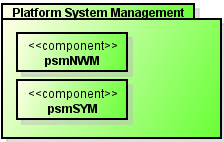 Platform System Management
<<component>>
psmNWM
<<component>>
psmSYM